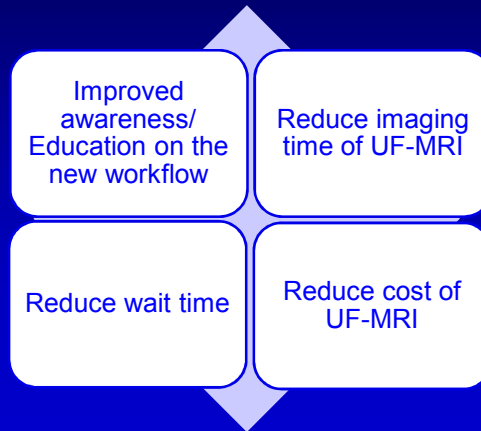 Improved
awareness/
Education on the
new workflow
Reduce imaging
time of UF-MRI
Reduce wait time
Reduce cost of
UF-MRI